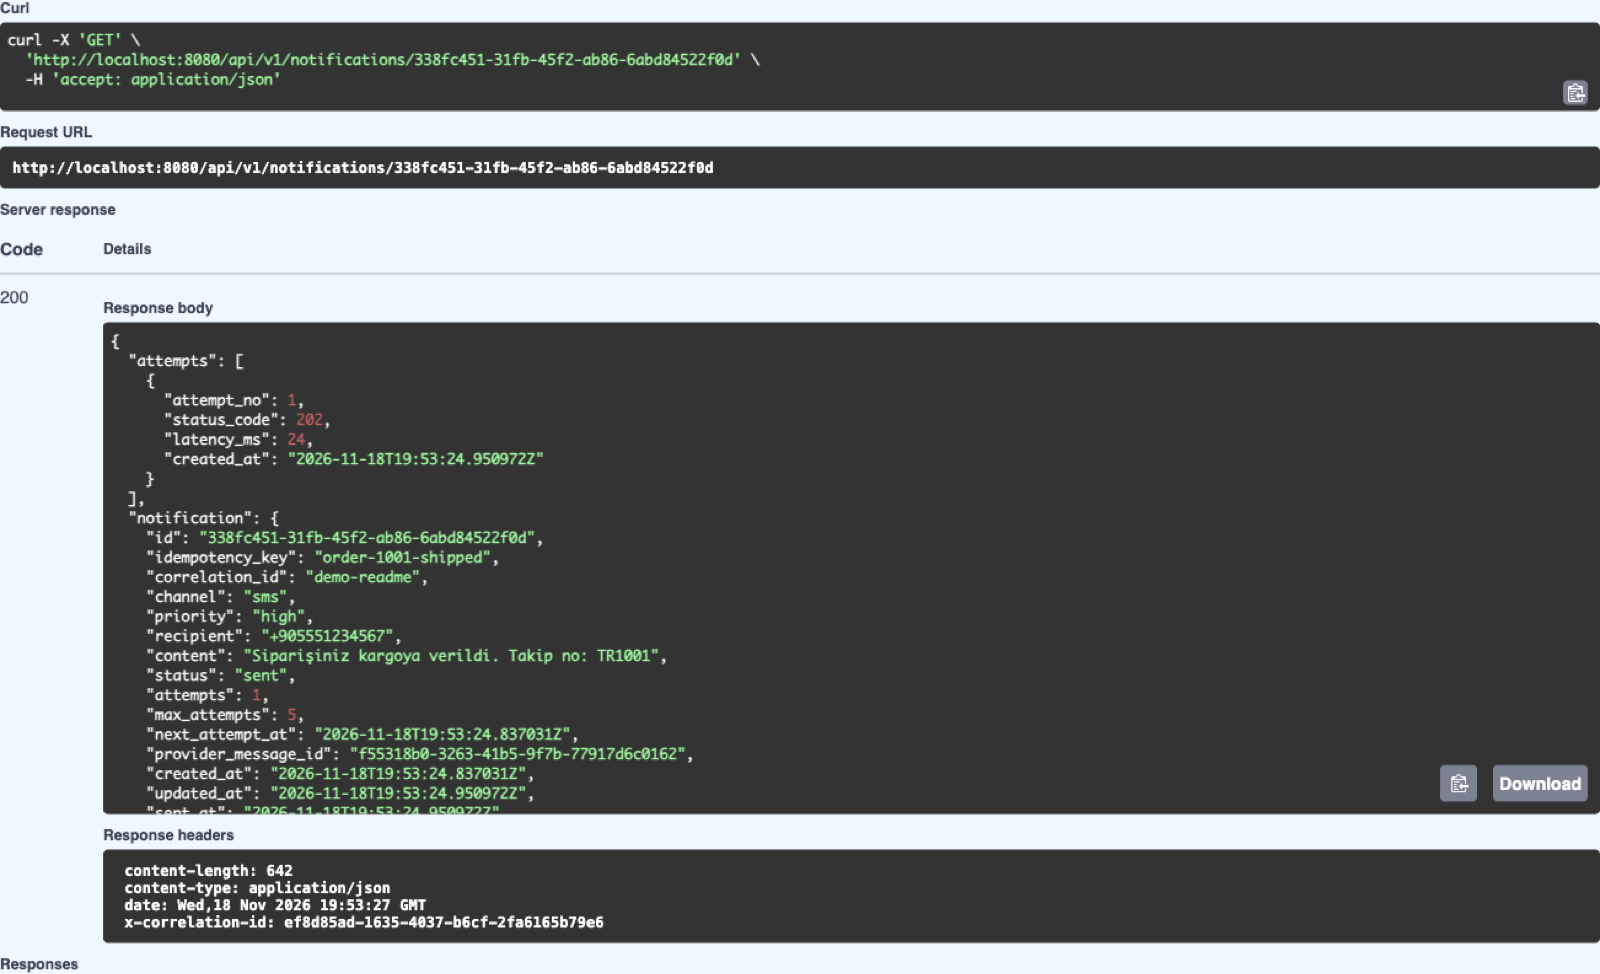 Curl
curl -X 'GET' \
  'http://localhost:8080/api/v1/notifications/338fc451-31fb-45f2-ab86-6abd84522f0d' \
  -H 'accept: application/json'
Request URL
http://localhost:8080/api/v1/notifications/338fc451-31fb-45f2-ab86-6abd84522f0d
Server response
Code Details
200
Response body
{
  "attempts": [
    {
      "attempt_no": 1,
      "status_code": 202,
      "latency_ms": 24,
      "created_at": "2026-11-18T19:53:24.950972Z"
    }
  ],
  "notification": {
    "id": "338fc451-31fb-45f2-ab86-6abd84522f0d",
    "idempotency_key": "order-1001-shipped",
    "correlation_id": "demo-readme",
    "channel": "sms",
    "priority": "high",
    "recipient": "+905551234567",
    "content": "Siparişiniz kargoya verildi. Takip no: TR1001",
    "status": "sent",
    "attempts": 1,
    "max_attempts": 5,
    "next_attempt_at": "2026-11-18T19:53:24.837031Z",
    "provider_message_id": "f55318b0-3263-41b5-9f7b-77917d6c0162",
    "created_at": "2026-11-18T19:53:24.837031Z",
    "updated_at": "2026-11-18T19:53:24.950972Z",
    "sent_at": "2026-11-18T19:53:24.950972Z"
Download
Response headers
content-length: 642
content-type: application/json
date: Wed,18 Nov 2026 19:53:27 GMT
x-correlation-id: ef8d85ad-1635-4037-b6cf-2fa6165b79e6
Responses